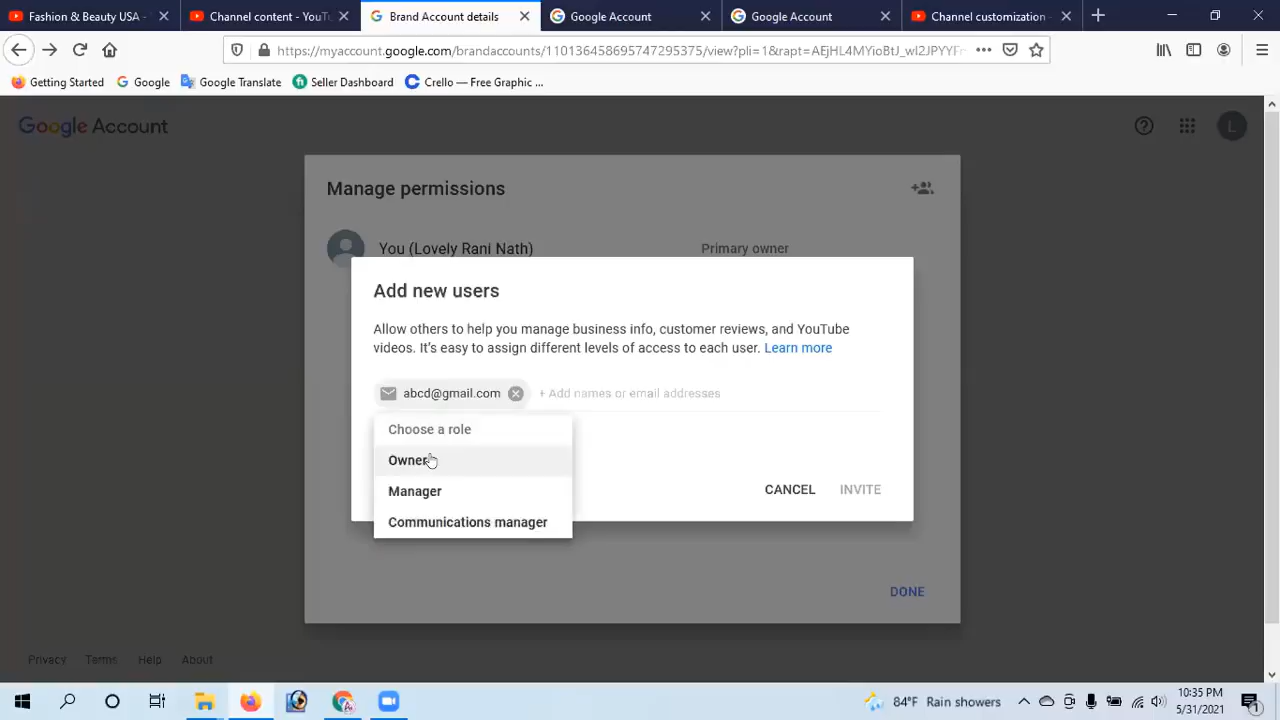 Fashion & Beauty USA -
Channel content - YouT
Brand Account details
Google Account
Google Account
Channel customization -
https://myaccount.google.com/brandaccounts/110136458695747295375/view?pli=1&rapt=AEjHL4MYioBtJ_wl2JPYYF
Getting Started
Google
Google Translate
Seller Dashboard
Crello — Free Graphic ...
Google Account
L
Manage permissions
You (Lovely Rani Nath)
Primary owner
Add new users
Allow others to help you manage business info, customer reviews, and YouTube
videos. It's easy to assign different levels of access to each user. Learn more
abcd@gmail.com
+ Add names or email addresses
Choose a role
Owner
Manager
Communications manager
CANCEL
INVITE
DONE
Privacy
Terms
Help
About
84°F Rain showers
10:35 PM
5/31/2021